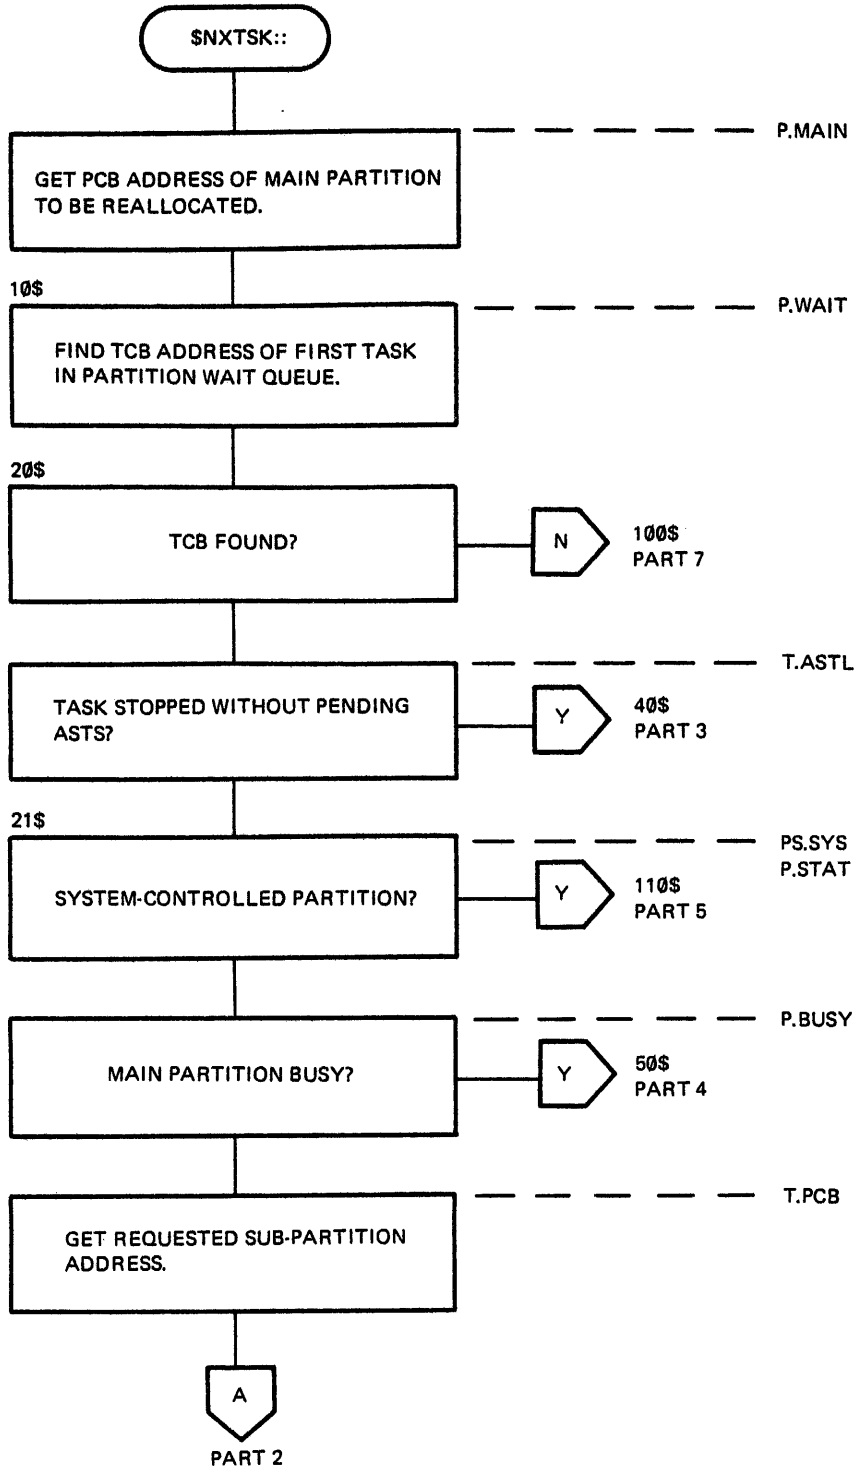 $NXTSK::
P.MAIN
GET PCB ADDRESS OF MAIN PARTITION
TO BE REALLOCATED.
10$
P.WAIT
FIND TCB ADDRESS OF FIRST TASK
IN PARTITION WAIT QUEUE.
20$
TCB FOUND?
N
100$
PART 7
T.ASTL
TASK STOPPED WITHOUT PENDING
ASTS?
Y
40$
PART 3
21$
PS.SYS
P.STAT
SYSTEM-CONTROLLED PARTITION?
Y
110$
PART 5
P.BUSY
MAIN PARTITION BUSY?
Y
50$
PART 4
T.PCB
GET REQUESTED SUB-PARTITION
ADDRESS.
A
PART 2